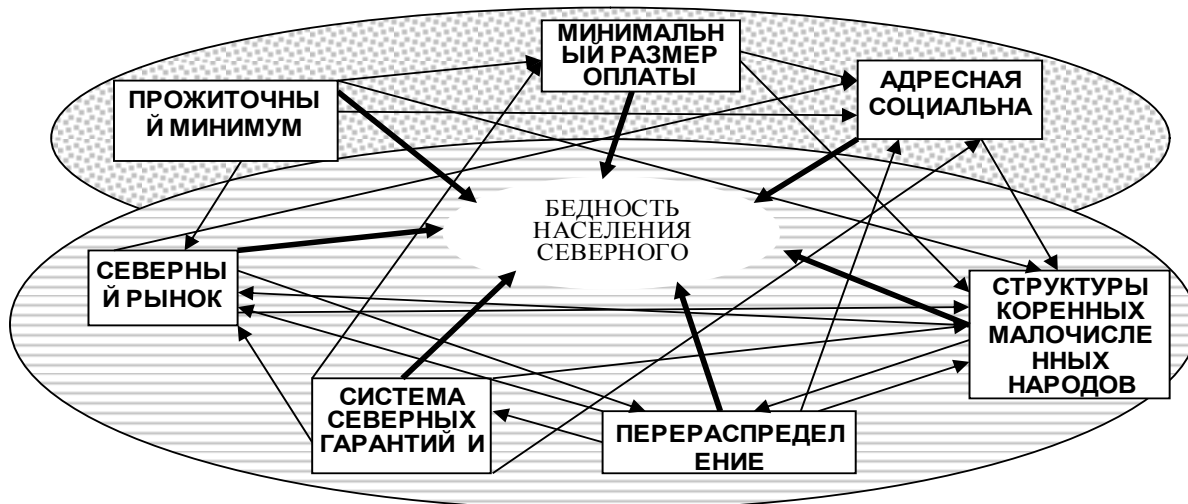 МИНИМАЛЬН
ЫЙ РАЗМЕР
ОПЛАТЫ
АДРЕСНАЯ
СОЦИАЛЬНА
ПРОЖИТОЧНЫ
Й МИНИМУМ
БЕДНОСТЬ
НАСЕЛЕНИЯ
СЕВЕРНОГО
СЕВЕРНЫ
Й РЫНОК
СТРУКТУРЫ
КОРЕННЫХ
МАЛОЧИСЛЕ
ННЫХ
НАРОДОВ
СИСТЕМА
СЕВЕРНЫХ
ГАРАНТИЙ И
ПЕРЕРАСПРЕДЕЛ
ЕНИЕ